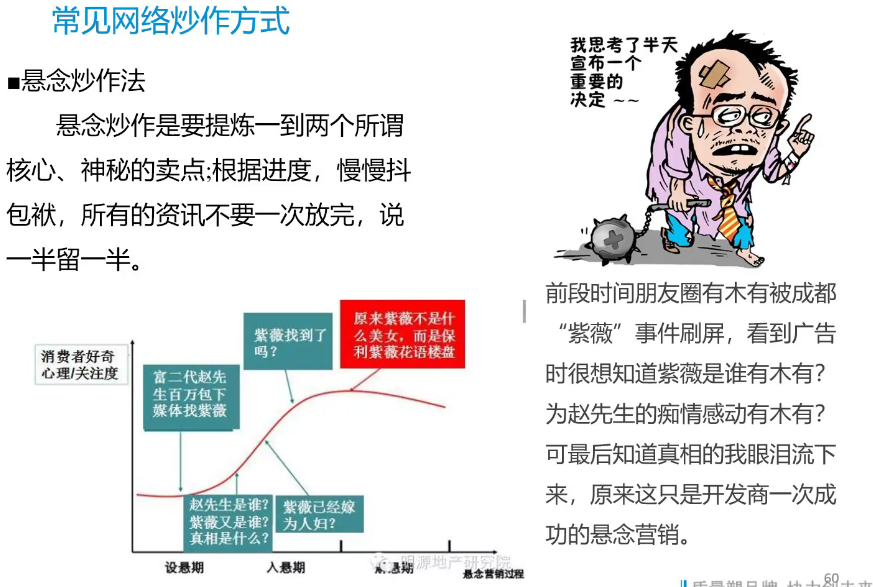 常见网络炒作方式
■悬念炒作法
悬念炒作是要提炼一到两个所谓
核心、神秘的卖点;根据进度，慢慢抖
包袱，所有的资讯不要一次放完，说
一半留一半。
我思考了半天
宣布一个
重要的
决定 ~~
前段时间朋友圈有木有被成都
“紫薇”事件刷屏，看到广告
时很想知道紫薇是谁有木有？
为赵先生的痴情感动有木有？
可最后知道真相的我眼泪流下
来，原来这只是开发商一次成
功的悬念营销。
消费者好奇
心理/关注度
富二代赵先
生百万包下
媒体找紫薇
紫薇找到了
吗？
原来紫薇不是什
么美女，而是保
利紫薇花语楼盘
赵先生是谁？
紫薇又是谁？
真相是什么？
紫薇已经嫁
为人妇？
设悬期
入悬期
悬期
悬念营销过程
明源地产研究院
60